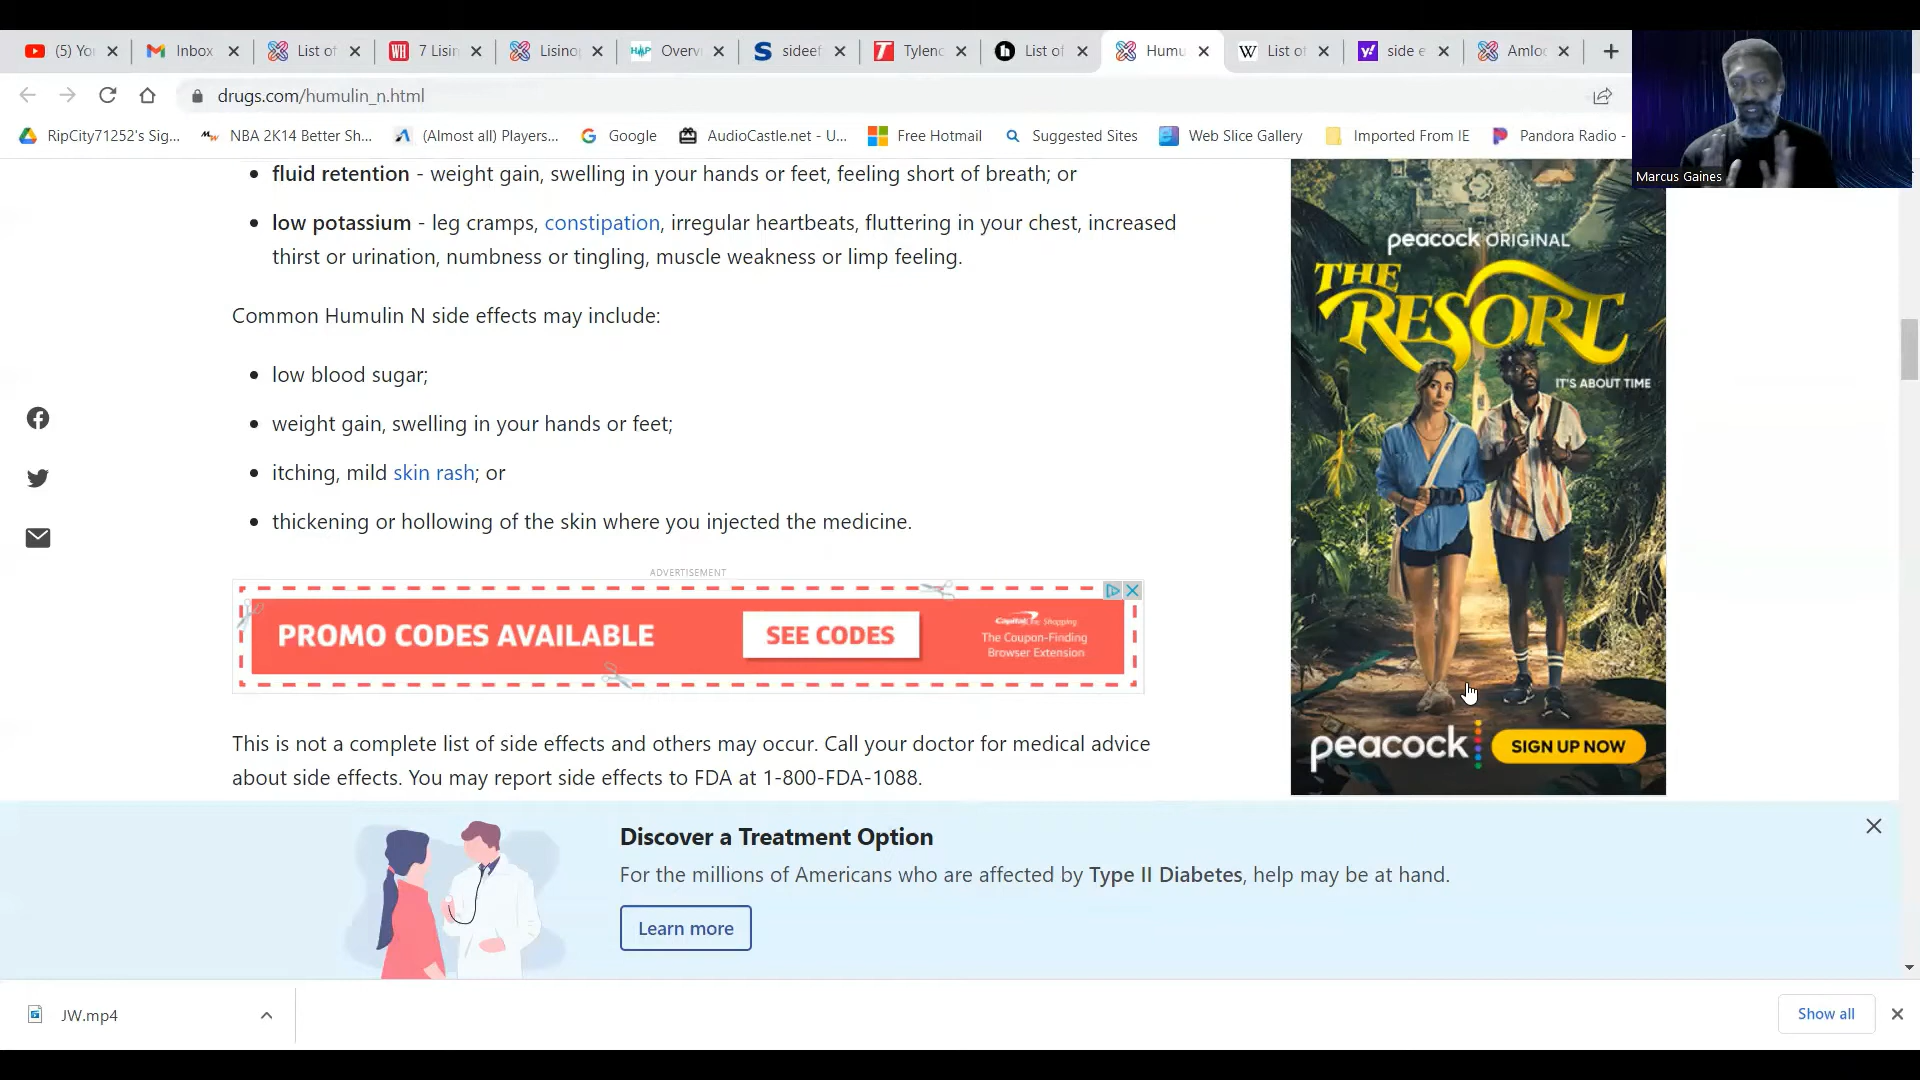 (5) Yo
Inbox
List of
7 Lisin
Lisinop
Overv
sideef
Tylenc
List of
Humu
List of
side e
Amloc
drugs.com/humulin_n.html
RipCity71252's Sig...
NBA 2K14 Better Sh...
(Almost all) Players...
Google
AudioCastle.net - U...
Free Hotmail
Suggested Sites
Web Slice Gallery
Imported From IE
Pandora Radio -
Marcus Gaines
fluid retention - weight gain, swelling in your hands or feet, feeling short of breath; or
low potassium - leg cramps, constipation, irregular heartbeats, fluttering in your chest, increased
thirst or urination, numbness or tingling, muscle weakness or limp feeling.
Common Humulin N side effects may include:
low blood sugar;
weight gain, swelling in your hands or feet;
itching, mild skin rash; or
thickening or hollowing of the skin where you injected the medicine.
ADVERTISEMENT
PROMO CODES AVAILABLE
SEE CODES
Capital One Shopping
The Coupon-Finding
Browser Extension
This is not a complete list of side effects and others may occur. Call your doctor for medical advice
about side effects. You may report side effects to FDA at 1-800-FDA-1088.
peacock ORIGINAL
THE
RESORT
IT'S ABOUT TIME
peacock
SIGN UP NOW
Discover a Treatment Option
For the millions of Americans who are affected by Type II Diabetes, help may be at hand.
Learn more
JW.mp4
Show all